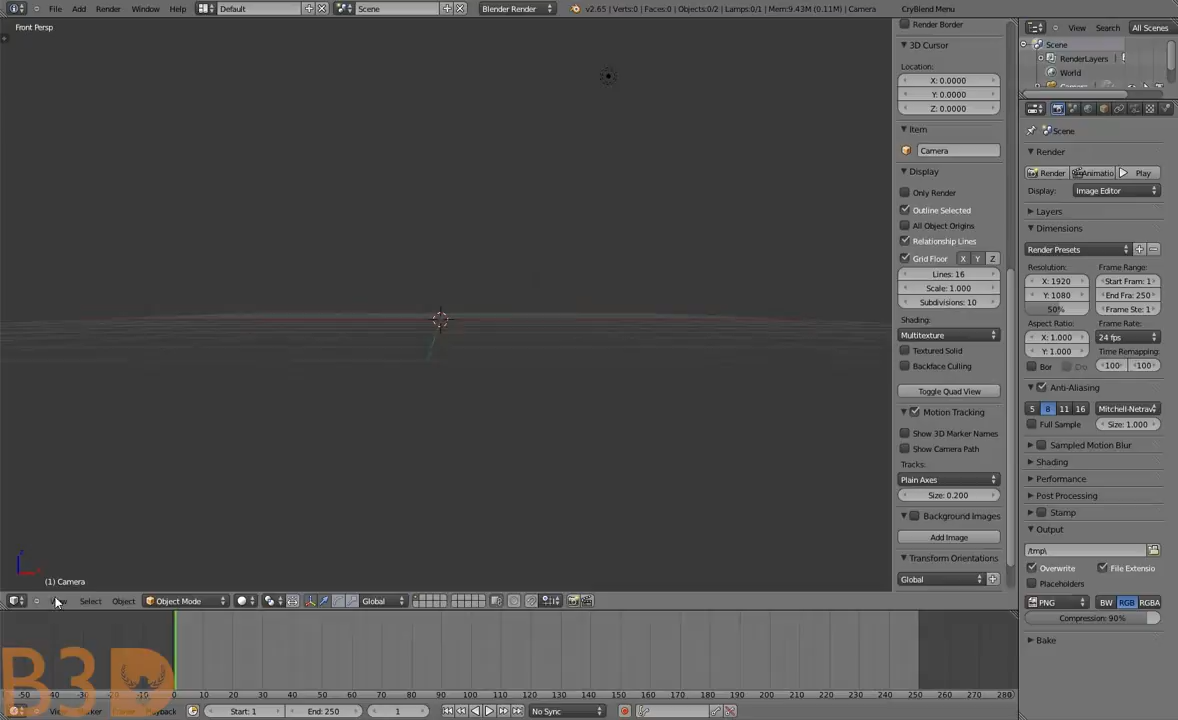 File Add Render Window Help Default Scene Blender Render v2.65 | Verts:0 | Faces:0 | Objects:0/2 | Lamps:0/1 | Mem:9.43M (0.11M) | Camera CryBlend Menu
Front Persp
Render Border
3D Cursor
Location:
X: 0.0000
Y: 0.0000
Z: 0.0000
Item
Camera
Display
Only Render
Outline Selected
All Object Origins
Relationship Lines
Grid Floor X Y Z
Lines: 16
Scale: 1.000
Subdivisions: 10
Shading:
Multitexture
Textured Solid
Backface Culling
Toggle Quad View
Motion Tracking
Show 3D Marker Names
Show Camera Path
Tracks:
Plain Axes
Size: 0.200
Background Images
Add Image
Transform Orientations
Global
View Search All Scenes
Scene
RenderLayers
World
Camera
Scene
Render
Render Animatio Play
Display: Image Editor
Layers
Dimensions
Render Presets
Resolution: Frame Range:
X: 1920 Start Fram: 1
Y: 1080 End Fra: 250
50% Frame Ste: 1
Aspect Ratio: Frame Rate:
X: 1.000 24 fps
Y: 1.000 Time Remapping:
Bor Do 100 100
Anti-Aliasing
5 8 11 16 Mitchell-Netrav
Full Sample Size: 1.000
Sampled Motion Blur
Shading
Performance
Post Processing
Stamp
Output
/tmp\
Overwrite File Extensio
Placeholders
PNG BW RGB RGBA
Compression: 90%
Bake
(1) Camera
View Select Object Object Mode Global
B3D
-50 -40 -30 -20 -10 0 10 20 30 40 50 60 70 80 90 100 110 120 130 140 150 160 170 180 190 200 210 220 230 240 250 260 270 280
View Marker Frame Playback Start: 1 End: 250 1 No Sync